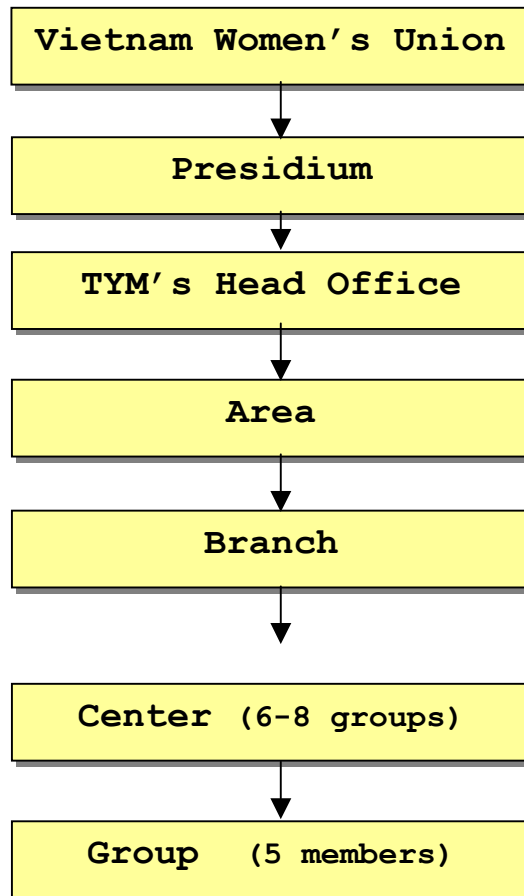 Vietnam Women's Union
Presidium
TYM's Head Office
Area
Branch
Center (6-8 groups)
Group (5 members)